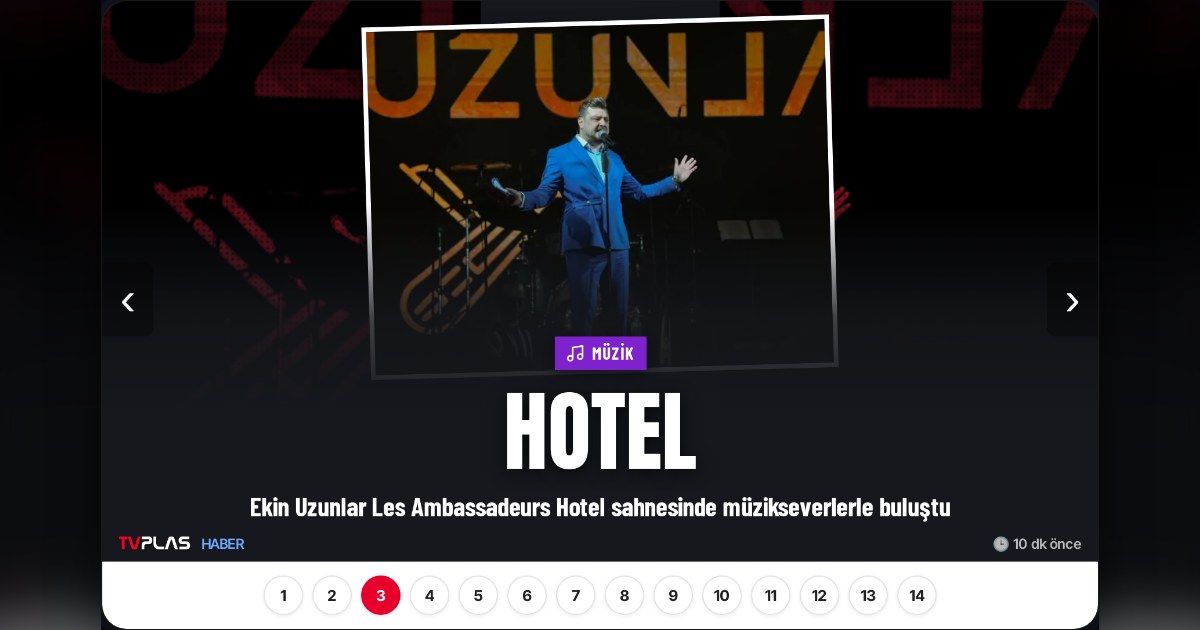 UZUNLA
‹
›
MÜZİK
HOTEL
Ekin Uzunlar Les Ambassadeurs Hotel sahnesinde müzikseverlerle buluştu
TVPLAS HABER
10 dk önce
1 2 3 4 5 6 7 8 9 10 11 12 13 14